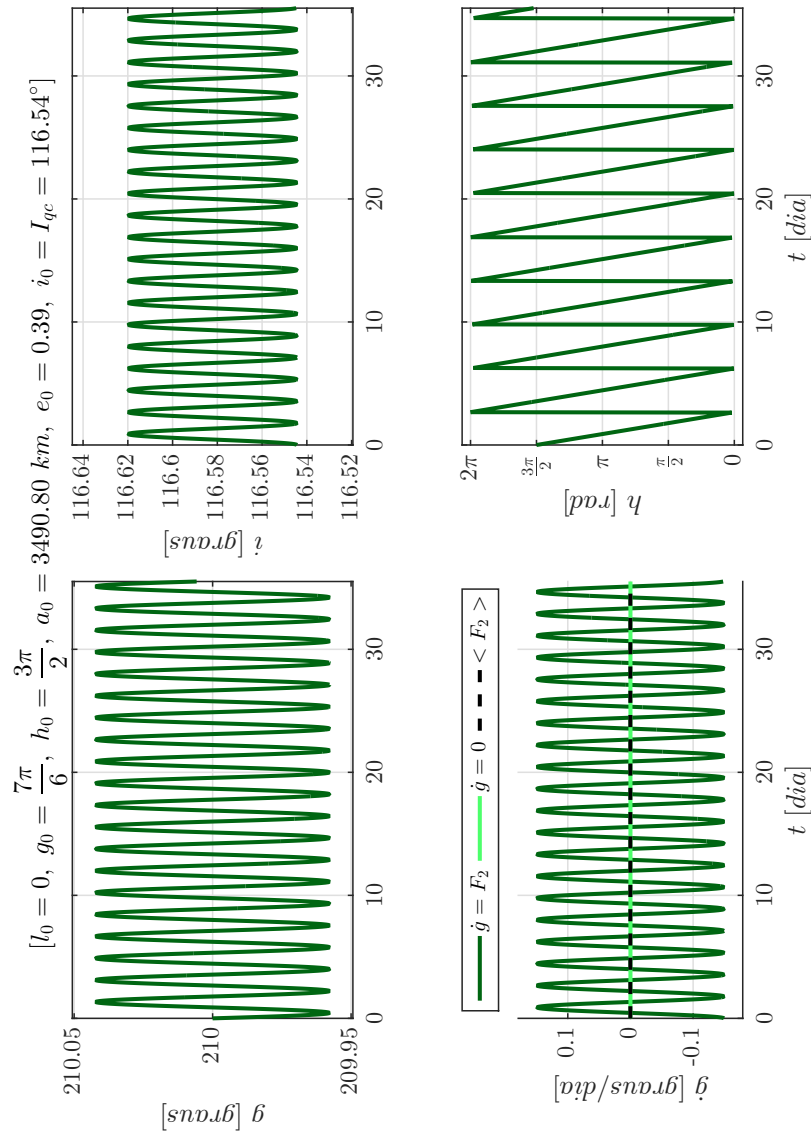 [l₀ = 0, g₀ = 7π/6, h₀ = 3π/2, a₀ = 3490.80 km, e₀ = 0.39, i₀ = I_qc = 116.54°]
g [graus]
210.05
210
209.95
0 10 20 30
i [graus]
116.64
116.62
116.6
116.58
116.56
116.54
116.52
0 10 20 30
ġ = F₂ ġ = 0 < F₂ >
ġ [graus/dia]
0.1
0
-0.1
0 10 20 30
t [dia]
h [rad]
2π
3π/2
π
π/2
0
0 10 20 30
t [dia]